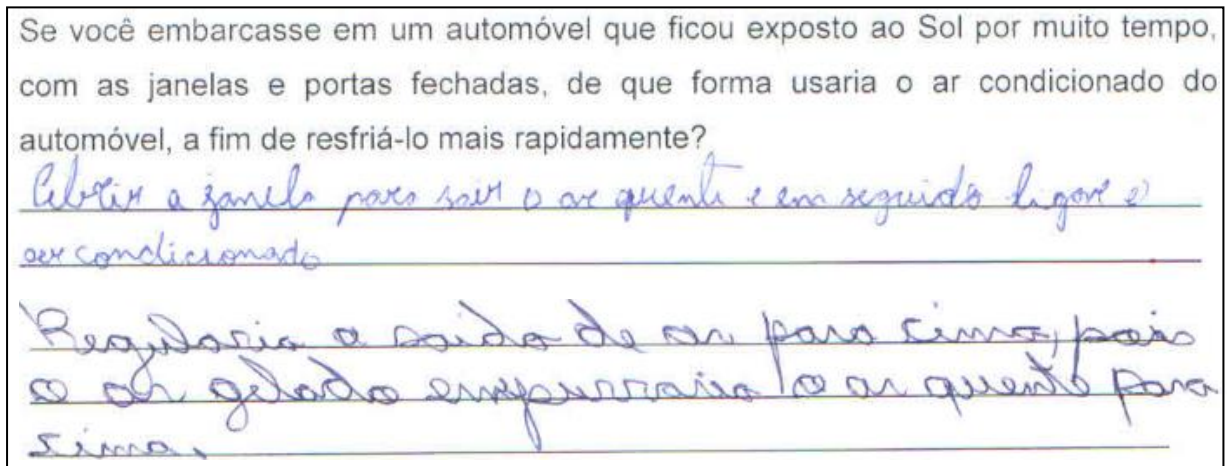 Se você embarcasse em um automóvel que ficou exposto ao Sol por muito tempo,
com as janelas e portas fechadas, de que forma usaria o ar condicionado do
automóvel, a fim de resfriá-lo mais rapidamente?
Abrir a janela para sair o ar quente e em seguida ligar o
ar condicionado
Regularia a saida de ar para cima, pois
o ar gelado empurraria o ar quente para
cima.